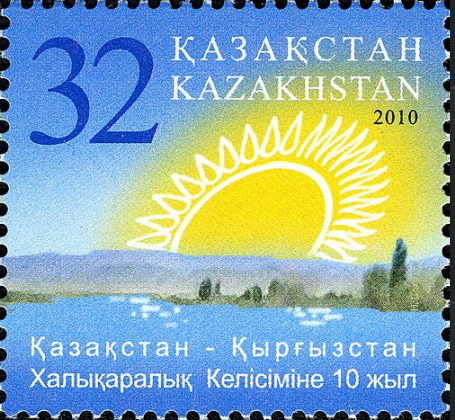 32
ҚАЗАҚСТАН
KAZAKHSTAN
2010
Қазақстан - Қырғызстан
Халықаралық Келісіміне 10 жыл